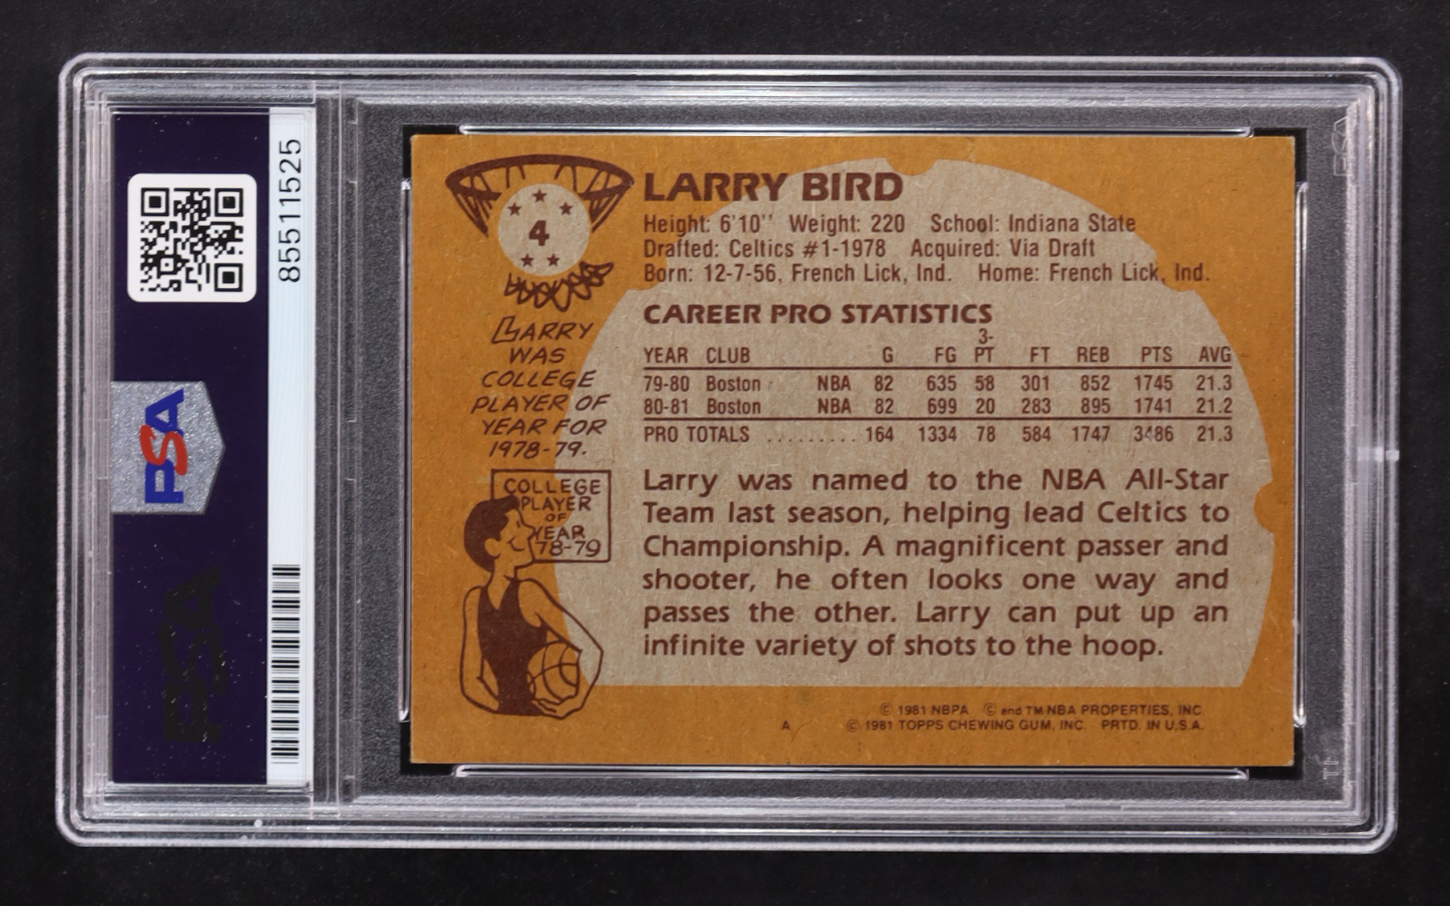 85511525
PSA
PSA
4
LARRY BIRD
Height: 6'10'' Weight: 220 School: Indiana State
Drafted: Celtics #1-1978 Acquired: Via Draft
Born: 12-7-56, French Lick, Ind. Home: French Lick, Ind.
CAREER PRO STATISTICS
YEAR CLUB G FG 3-PT FT REB PTS AVG
79-80 Boston NBA 82 635 58 301 852 1745 21.3
80-81 Boston NBA 82 699 20 283 895 1741 21.2
PRO TOTALS ......... 164 1334 78 584 1747 3486 21.3
Larry was named to the NBA All-Star
Team last season, helping lead Celtics to
Championship. A magnificent passer and
shooter, he often looks one way and
passes the other. Larry can put up an
infinite variety of shots to the hoop.
LARRY
WAS
COLLEGE
PLAYER OF
YEAR FOR
1978-79.
COLLEGE
PLAYER
OF
YEAR
78-79
© 1981 NBPA © and TM NBA PROPERTIES, INC.
A © 1981 TOPPS CHEWING GUM, INC. PRTD. IN U.S.A.